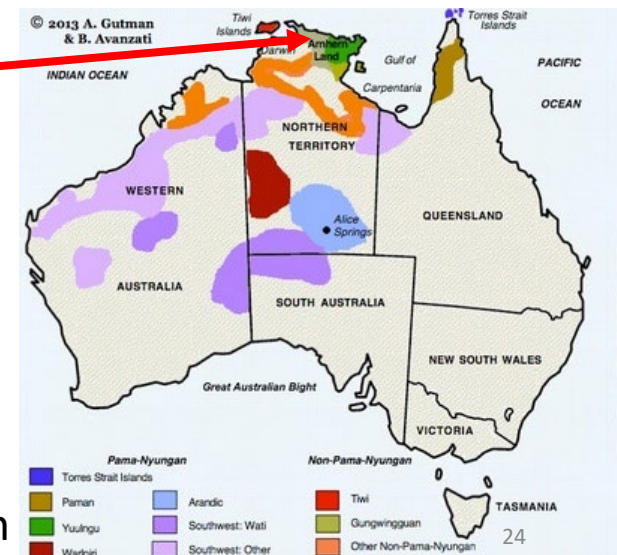 © 2013 A. Gutman
& B. Avanzati
Tiwi
Islands
Torres Strait
Islands
Darwin
Arnhem
Land
INDIAN OCEAN
Gulf of
Carpentaria
PACIFIC
OCEAN
NORTHERN
TERRITORY
WESTERN
AUSTRALIA
Alice
Springs
QUEENSLAND
SOUTH AUSTRALIA
NEW SOUTH WALES
Great Australian Bight
VICTORIA
TASMANIA
Pama-Nyungan
Non-Pama-Nyungan
Torres Strait Islands
Paman
Arandic
Tiwi
Yuulngu
Southwest: Wati
Gungwingguan
Warlpiri
Southwest: Other
Other Non-Pama-Nyungan
24